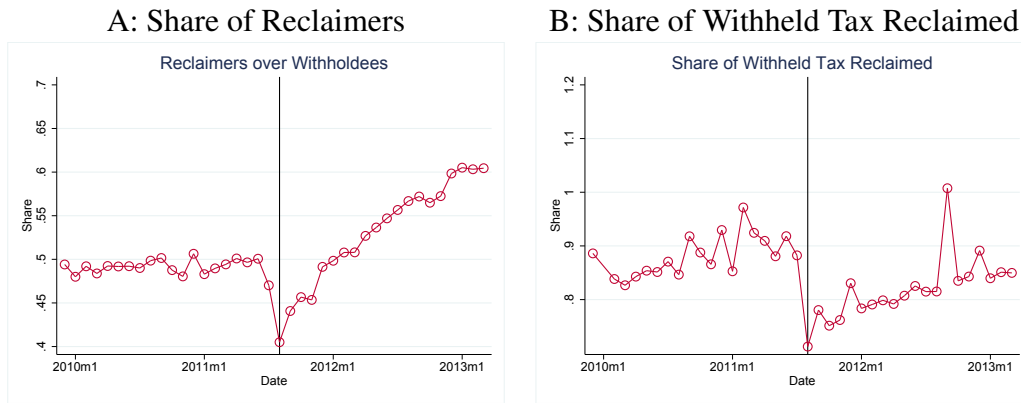 A: Share of Reclaimers
Reclaimers over Withholdees
Share
.7
.65
.6
.55
.5
.45
.4
2010m1 2011m1 2012m1 2013m1
Date
B: Share of Withheld Tax Reclaimed
Share of Withheld Tax Reclaimed
Share
1.2
1.1
1
.9
.8
2010m1 2011m1 2012m1 2013m1
Date